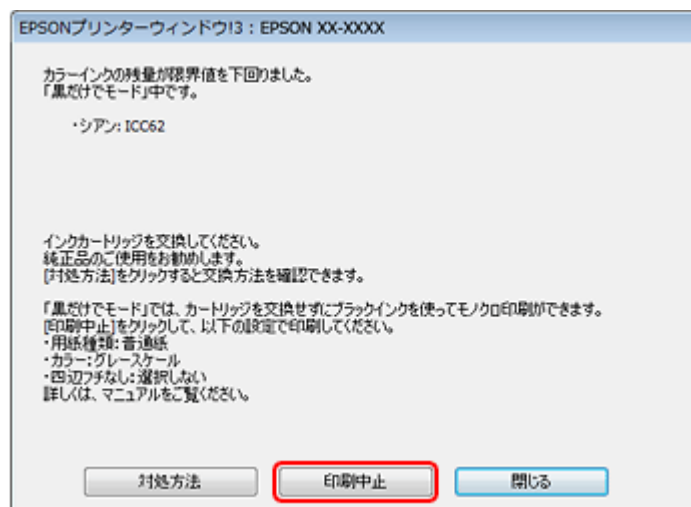 EPSONプリンターウィンドウ!3 : EPSON XX-XXXX
カラーインクの残量が限界値を下回りました。
「黒だけでモード」中です。
・シアン: ICC62
インクカートリッジを交換してください。
純正品のご使用をお勧めします。
[対処方法]をクリックすると交換方法を確認できます。
「黒だけでモード」では、カートリッジを交換せずにブラックインクを使ってモノクロ印刷ができます。
[印刷中止]をクリックして、以下の設定で印刷してください。
・用紙種類: 普通紙
・カラー: グレースケール
・四辺フチなし: 選択しない
詳しくは、マニュアルをご覧ください。
対処方法 印刷中止 閉じる